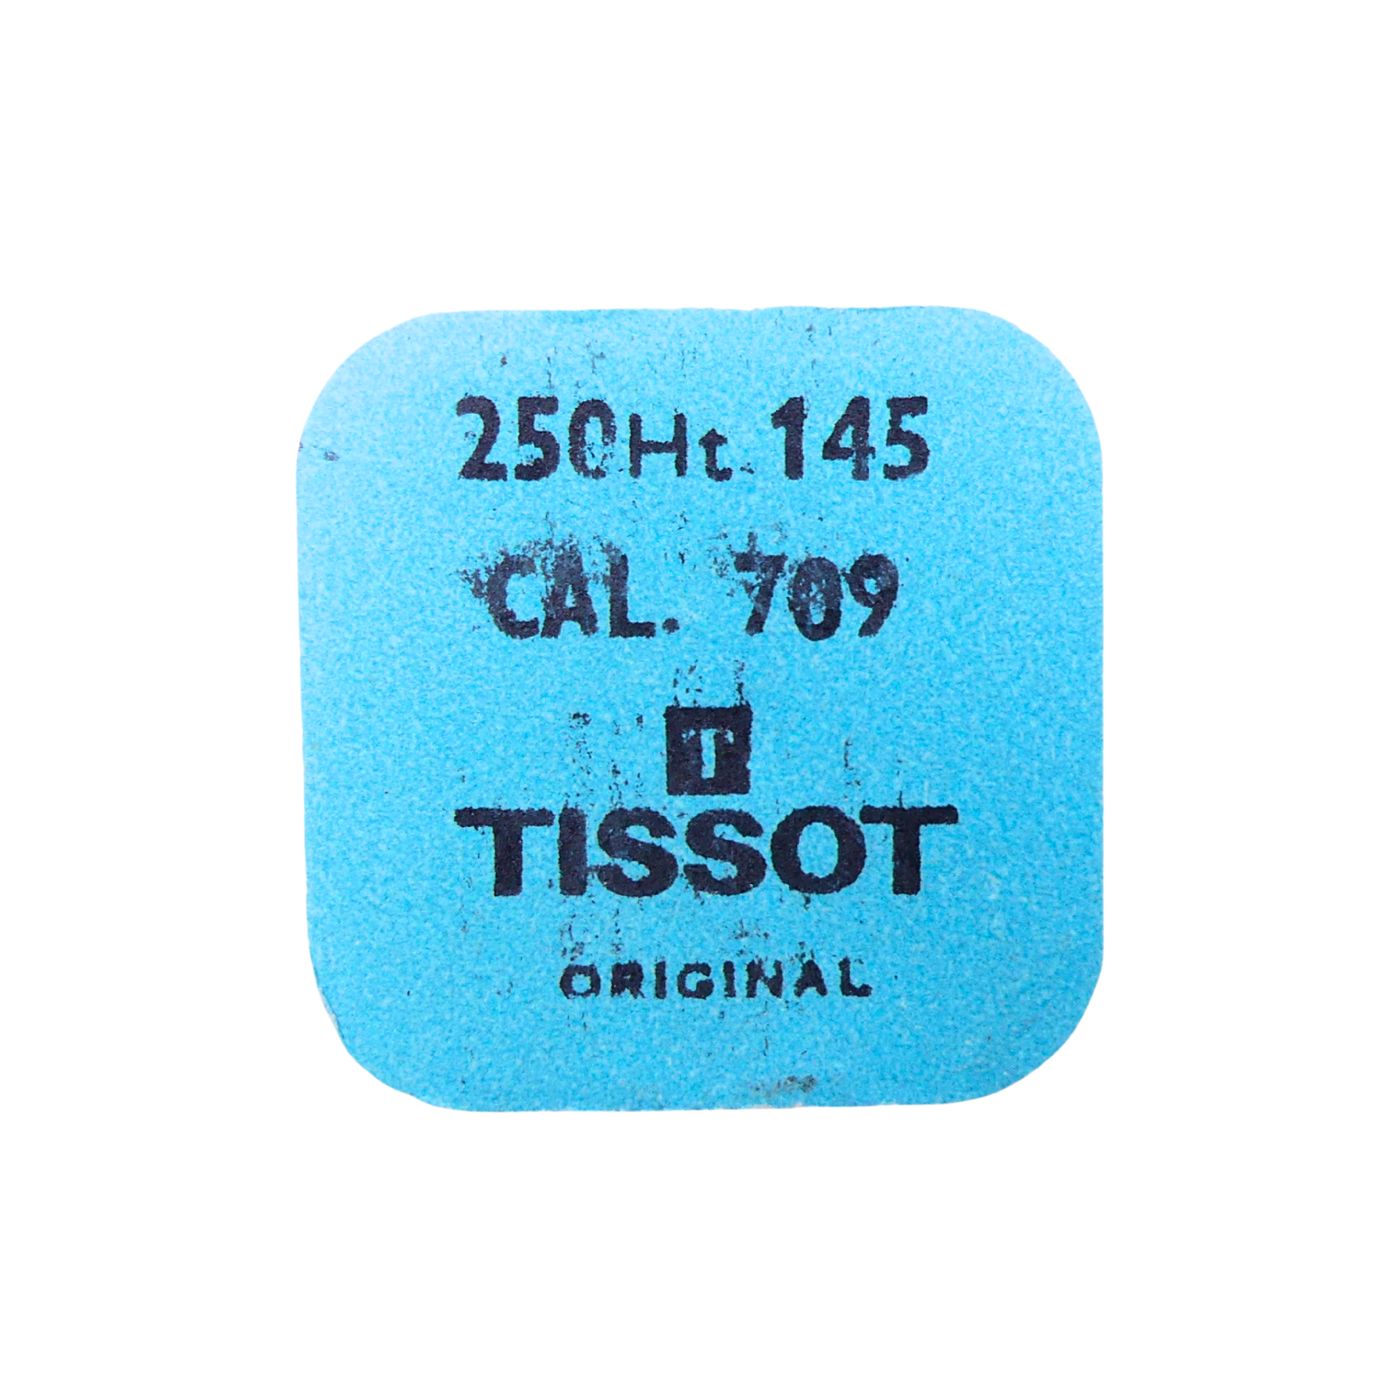 250Ht. 145
CAL. 709
T
TISSOT
ORIGINAL